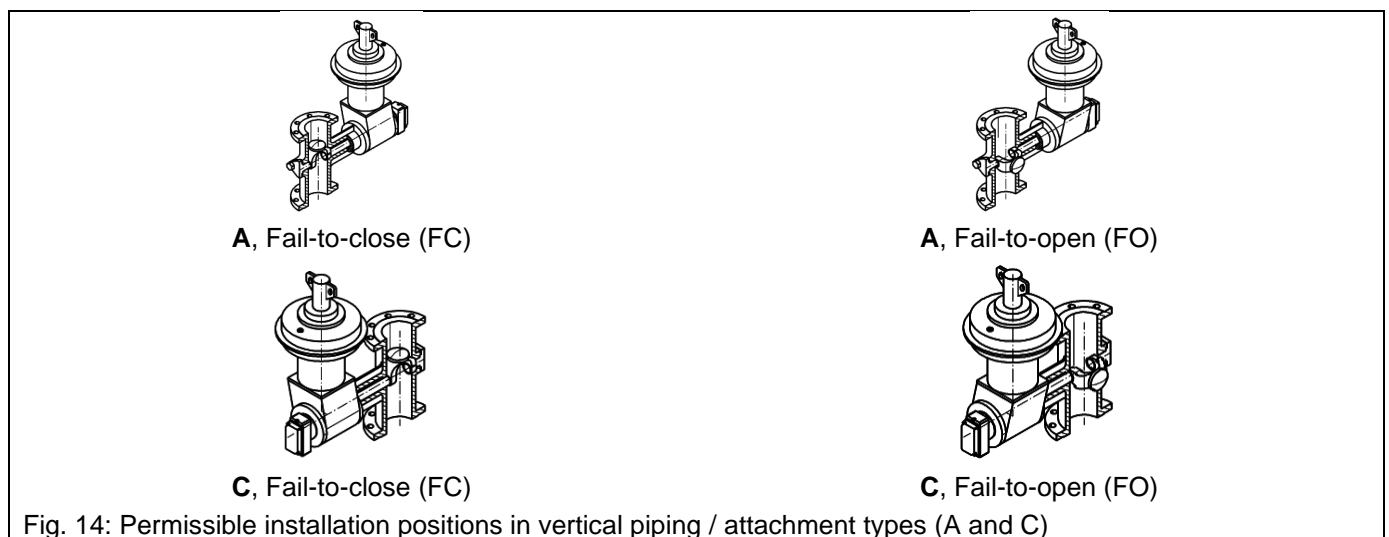 A, Fail-to-close (FC)
A, Fail-to-open (FO)
C, Fail-to-close (FC)
C, Fail-to-open (FO)
Fig. 14: Permissible installation positions in vertical piping / attachment types (A and C)